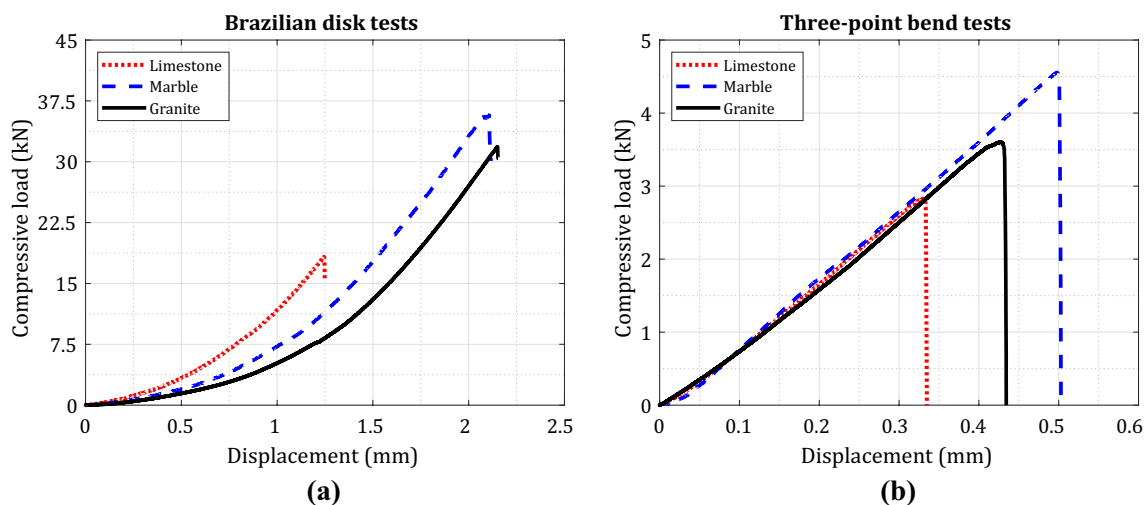 Brazilian disk tests
45
37.5
30
22.5
15
7.5
0
Compressive load (kN)
Limestone
Marble
Granite
0 0.5 1 1.5 2 2.5
Displacement (mm)
(a)
Three-point bend tests
5
4
3
2
1
0
Compressive load (kN)
Limestone
Marble
Granite
0 0.1 0.2 0.3 0.4 0.5 0.6
Displacement (mm)
(b)